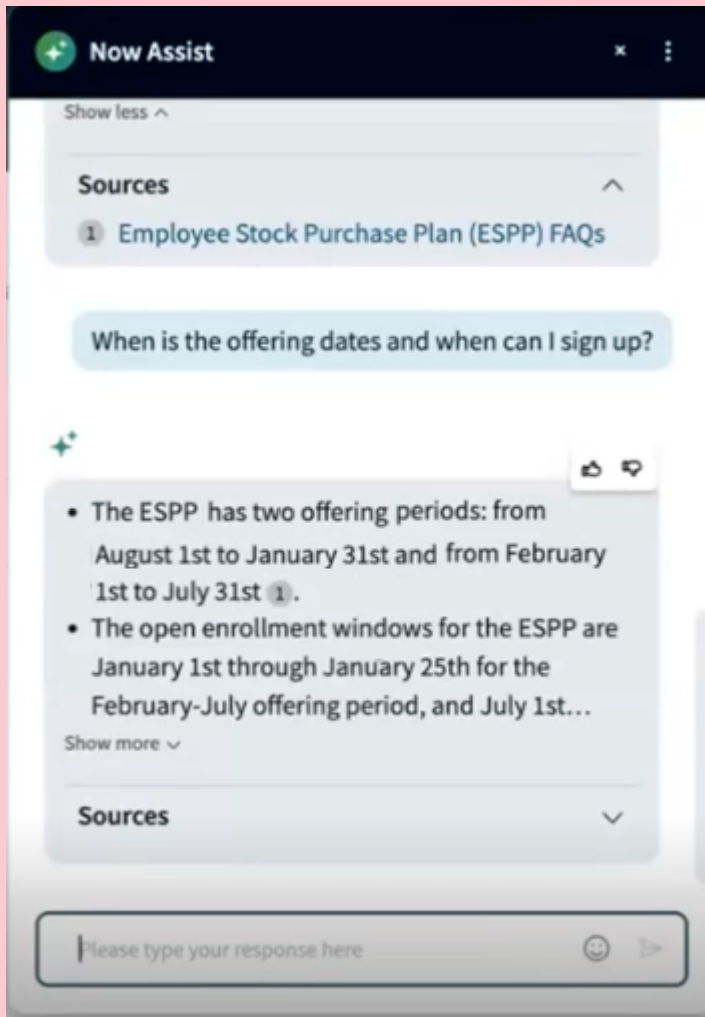 Now Assist
Show less
Sources
1 Employee Stock Purchase Plan (ESPP) FAQs
When is the offering dates and when can I sign up?
• The ESPP has two offering periods: from
August 1st to January 31st and from February
1st to July 31st 1.
• The open enrollment windows for the ESPP are
January 1st through January 25th for the
February-July offering period, and July 1st...
Show more
Sources
Please type your response here